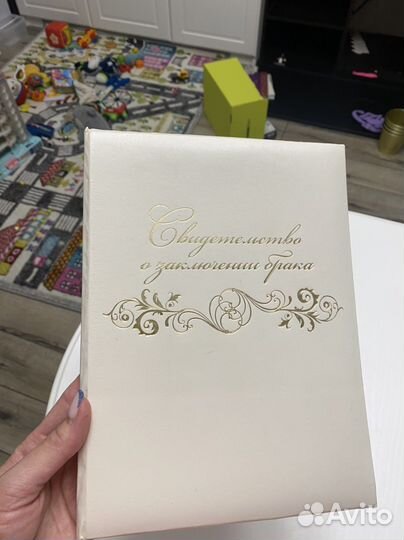 Свидетельство
о заключении брака
Avito